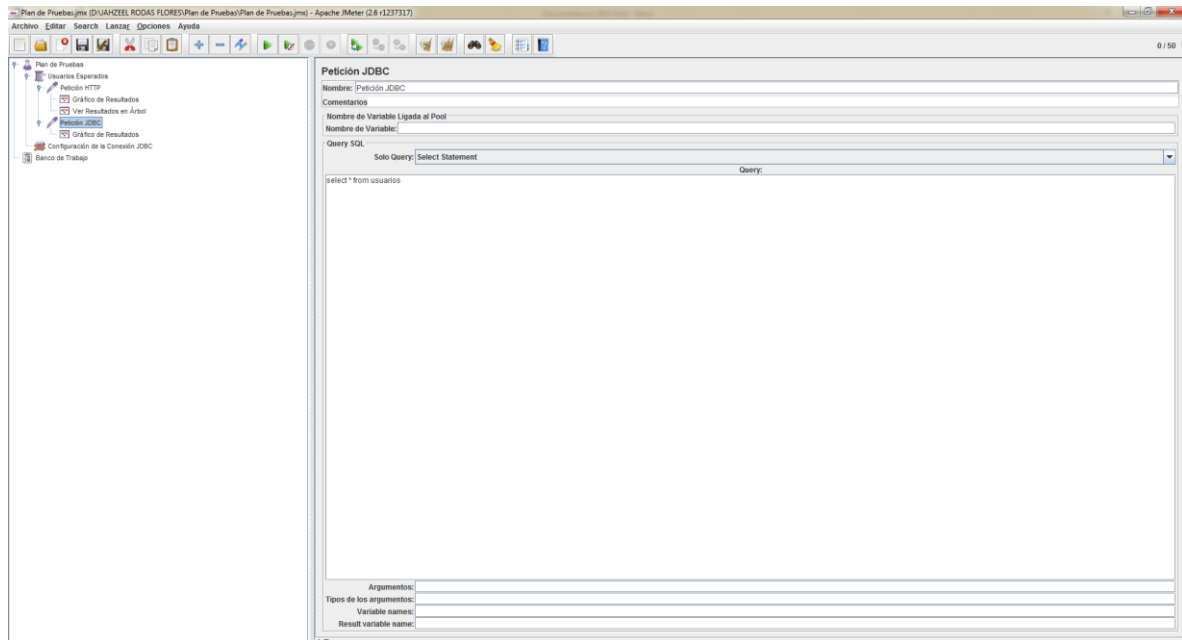 Plan de Pruebas.jmx (D:\JAHZEEL RODAS FLORES\Plan de Pruebas\Plan de Pruebas.jmx) - Apache JMeter (2.6 r1237317)
Archivo Editar Search Lanzar Opciones Ayuda
0 / 50
Plan de Pruebas
Usuarios Esperados
Petición HTTP
Gráfico de Resultados
Ver Resultados en Árbol
Petición JDBC
Gráfico de Resultados
Configuración de la Conexión JDBC
Banco de Trabajo
Petición JDBC
Nombre: Petición JDBC
Comentarios
Nombre de Variable Ligada al Pool
Nombre de Variable:
Query SQL
Solo Query: Select Statement
Query:
select * from usuarios
Argumentos:
Tipos de los argumentos:
Variable names:
Result variable name: